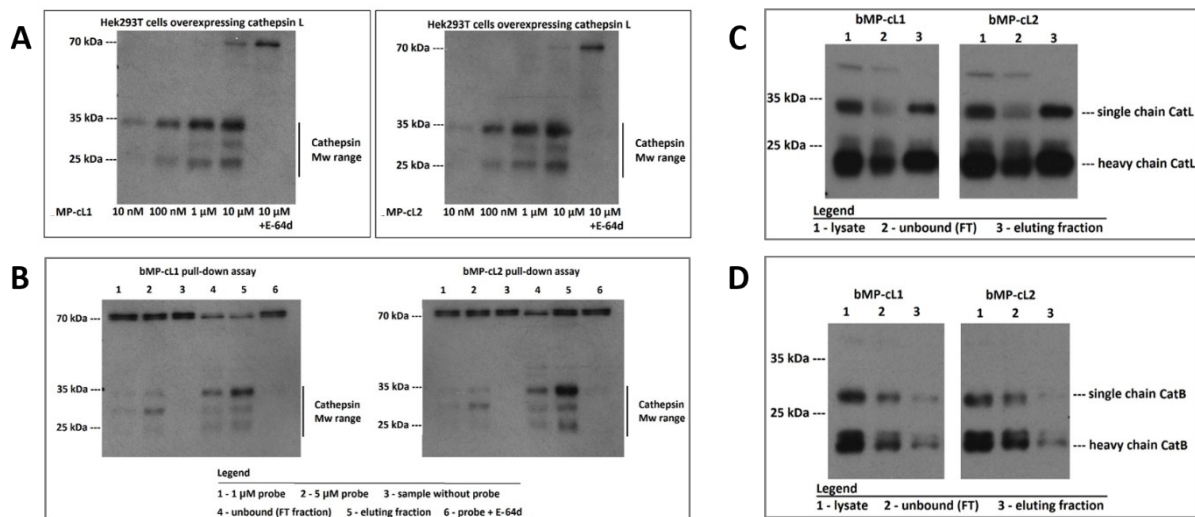 A
Hek293T cells overexpressing cathepsin L
70 kDa ---
35 kDa ---
25 kDa ---
Cathepsin
Mw range
MP-cL1 10 nM 100 nM 1 µM 10 µM 10 µM
+E-64d
Hek293T cells overexpressing cathepsin L
70 kDa ---
35 kDa ---
25 kDa ---
Cathepsin
Mw range
MP-cL2 10 nM 100 nM 1 µM 10 µM 10 µM
+E-64d
B
bMP-cL1 pull-down assay
1 2 3 4 5 6
70 kDa ---
35 kDa ---
25 kDa ---
Cathepsin
Mw range
bMP-cL2 pull-down assay
1 2 3 4 5 6
70 kDa ---
35 kDa ---
25 kDa ---
Cathepsin
Mw range
Legend
1 - 1 µM probe 2 - 5 µM probe 3 - sample without probe
4 - unbound (FT fraction) 5 - eluting fraction 6 - probe + E-64d
C
bMP-cL1 bMP-cL2
1 2 3 1 2 3
35 kDa ---
--- single chain CatL
25 kDa ---
--- heavy chain CatL
Legend
1 - lysate 2 - unbound (FT) 3 - eluting fraction
D
bMP-cL1 bMP-cL2
1 2 3 1 2 3
35 kDa ---
--- single chain CatB
25 kDa ---
--- heavy chain CatB
Legend
1 - lysate 2 - unbound (FT) 3 - eluting fraction